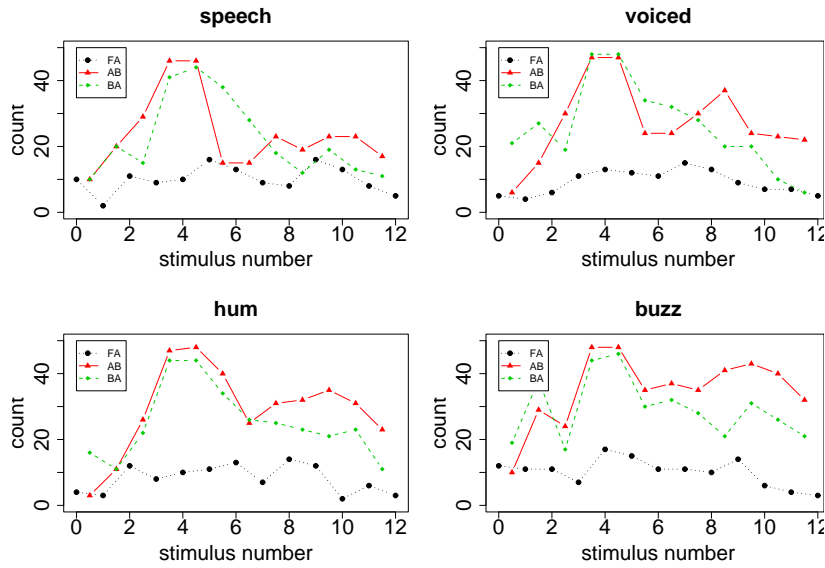 speech
count
0 20 40
FA
AB
BA
0 2 4 6 8 10 12
stimulus number
voiced
count
0 20 40
FA
AB
BA
0 2 4 6 8 10 12
stimulus number
hum
count
0 20 40
FA
AB
BA
0 2 4 6 8 10 12
stimulus number
buzz
count
0 20 40
FA
AB
BA
0 2 4 6 8 10 12
stimulus number